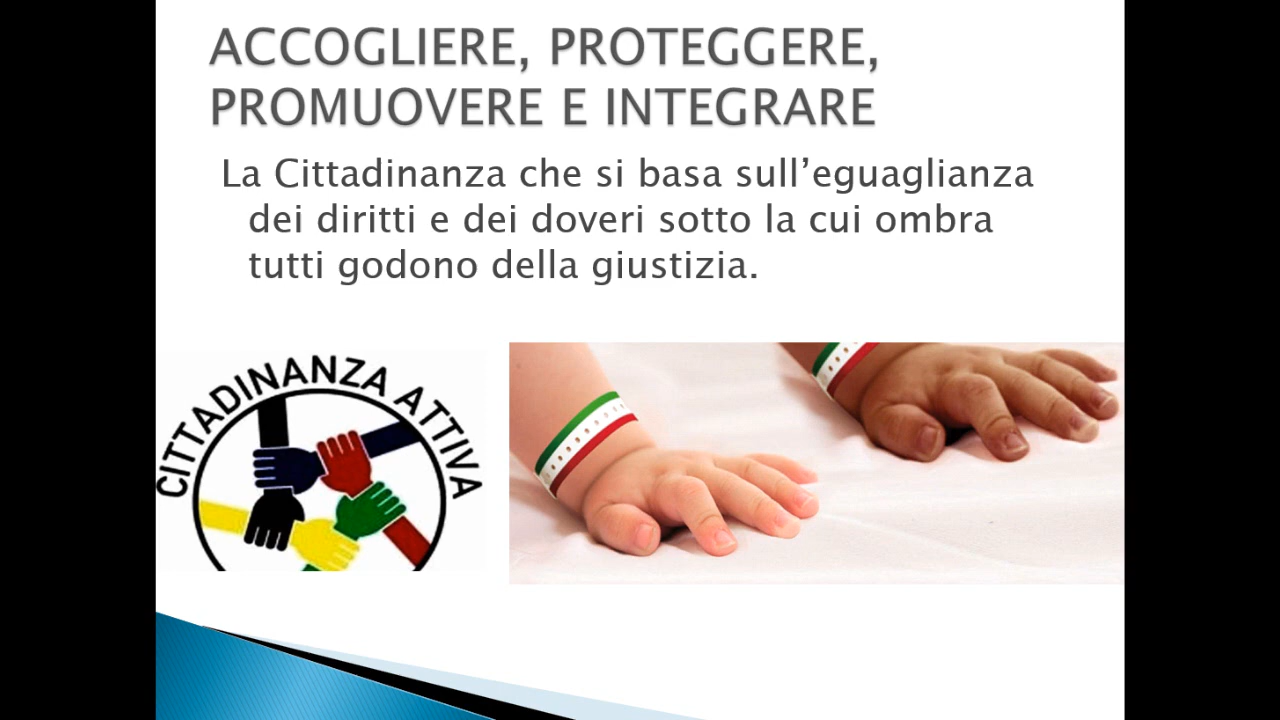 ACCOGLIERE, PROTEGGERE,
PROMUOVERE E INTEGRARE
La Cittadinanza che si basa sull’eguaglianza
dei diritti e dei doveri sotto la cui ombra
tutti godono della giustizia.
CITTADINANZA ATTIVA